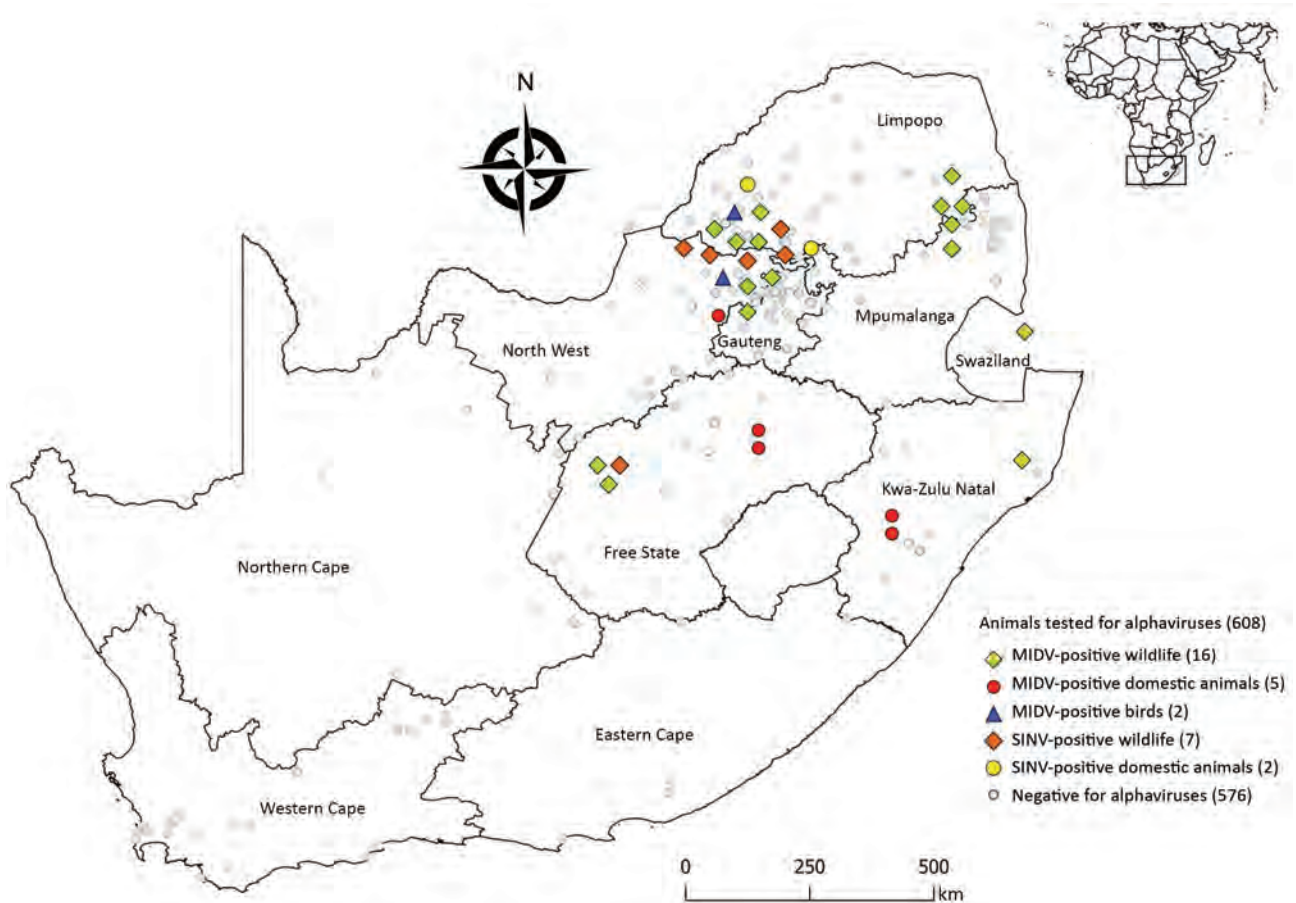 N
Limpopo
Mpumalanga
North West
Gauteng
Swaziland
Kwa-Zulu Natal
Free State
Northern Cape
Eastern Cape
Western Cape
Animals tested for alphaviruses (608)
MIDV-positive wildlife (16)
MIDV-positive domestic animals (5)
MIDV-positive birds (2)
SINV-positive wildlife (7)
SINV-positive domestic animals (2)
Negative for alphaviruses (576)
0 250 500
km